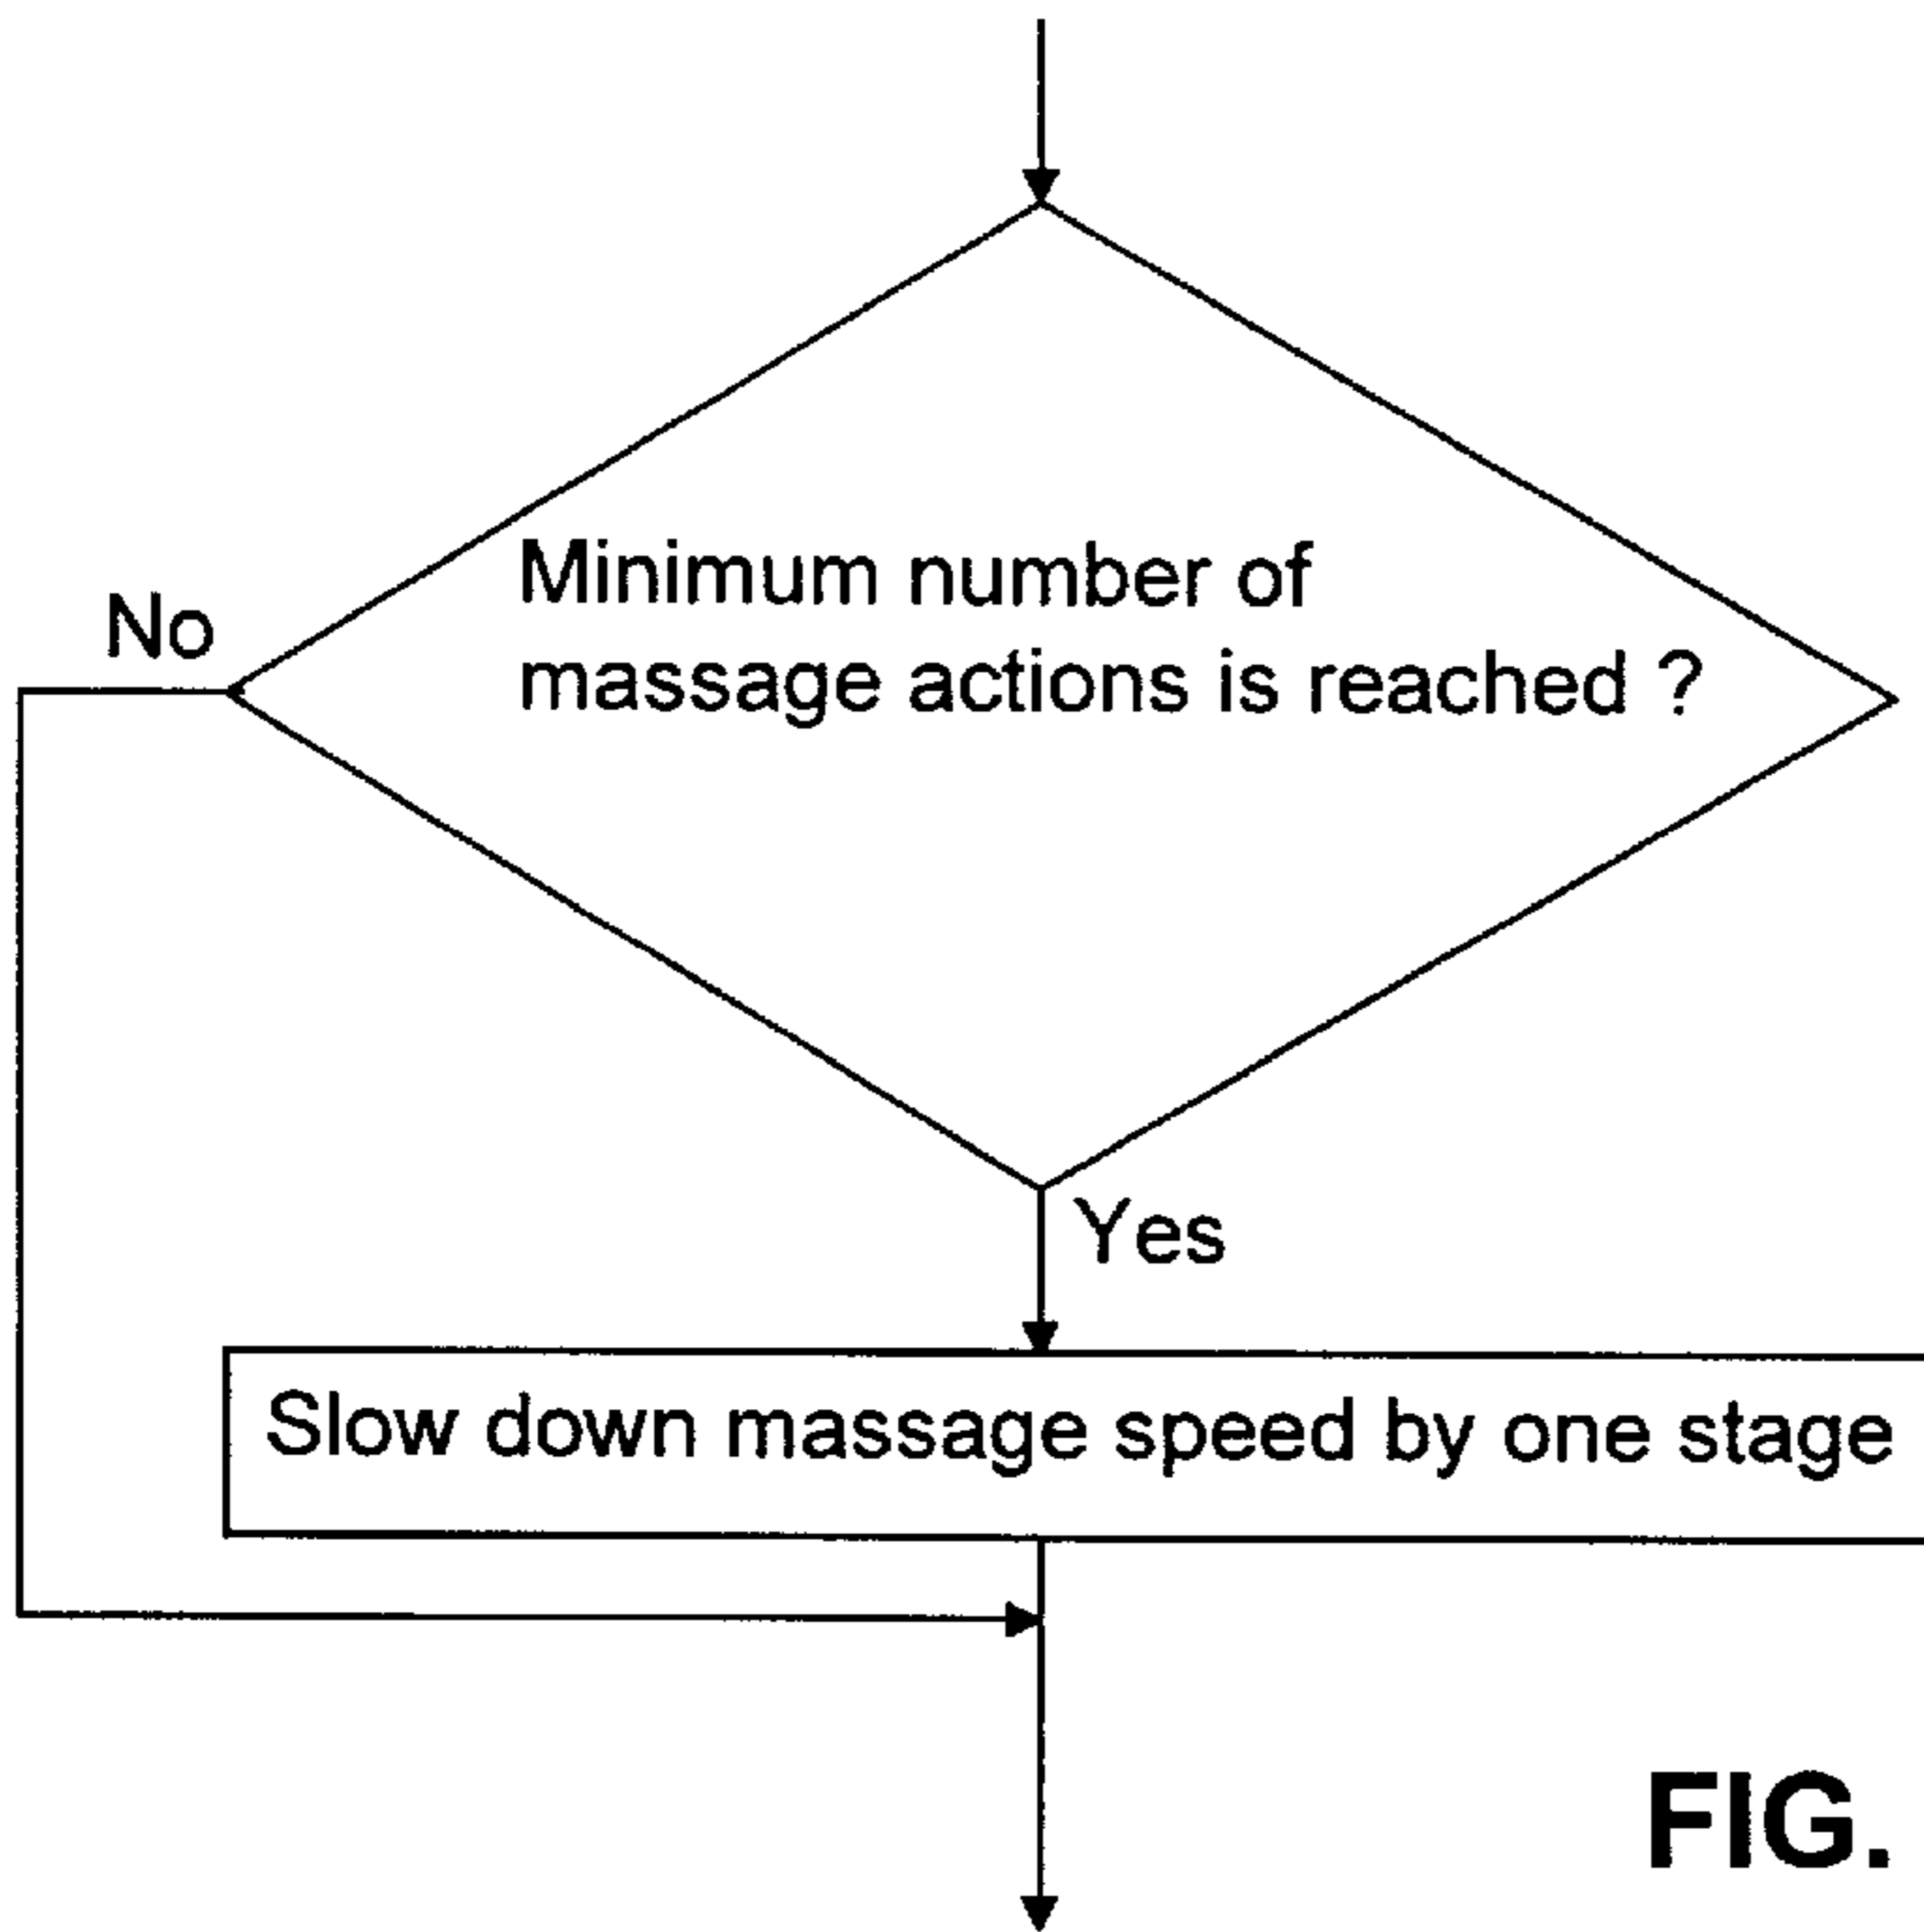 Minimum number of
massage actions is reached ?
No
Yes
Slow down massage speed by one stage
FIG.